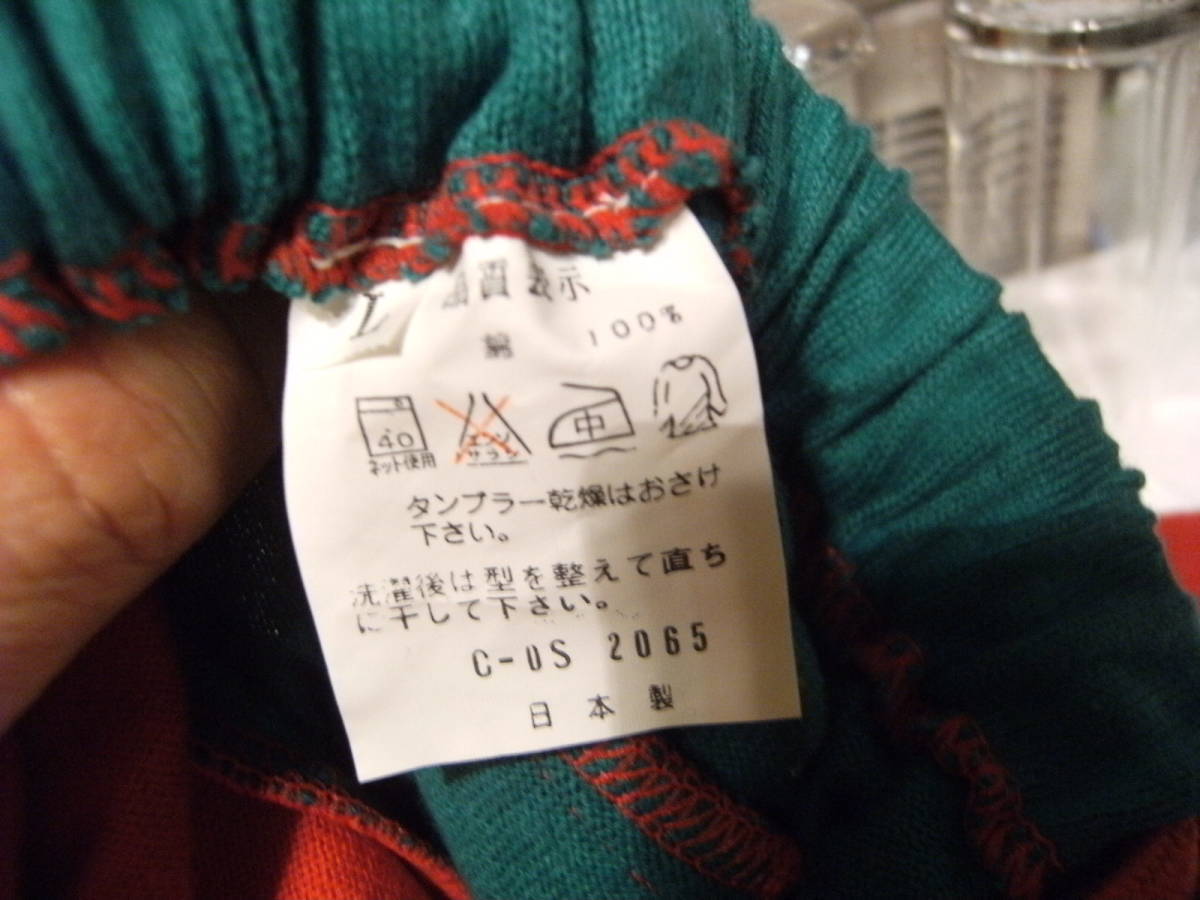 L
品質表示
綿 100%
40
ネット使用
エンソ
サラシ
中
タンブラー乾燥はおさけ
下さい。
洗濯後は型を整えて直ち
に干して下さい。
C-0S 2065
日本製